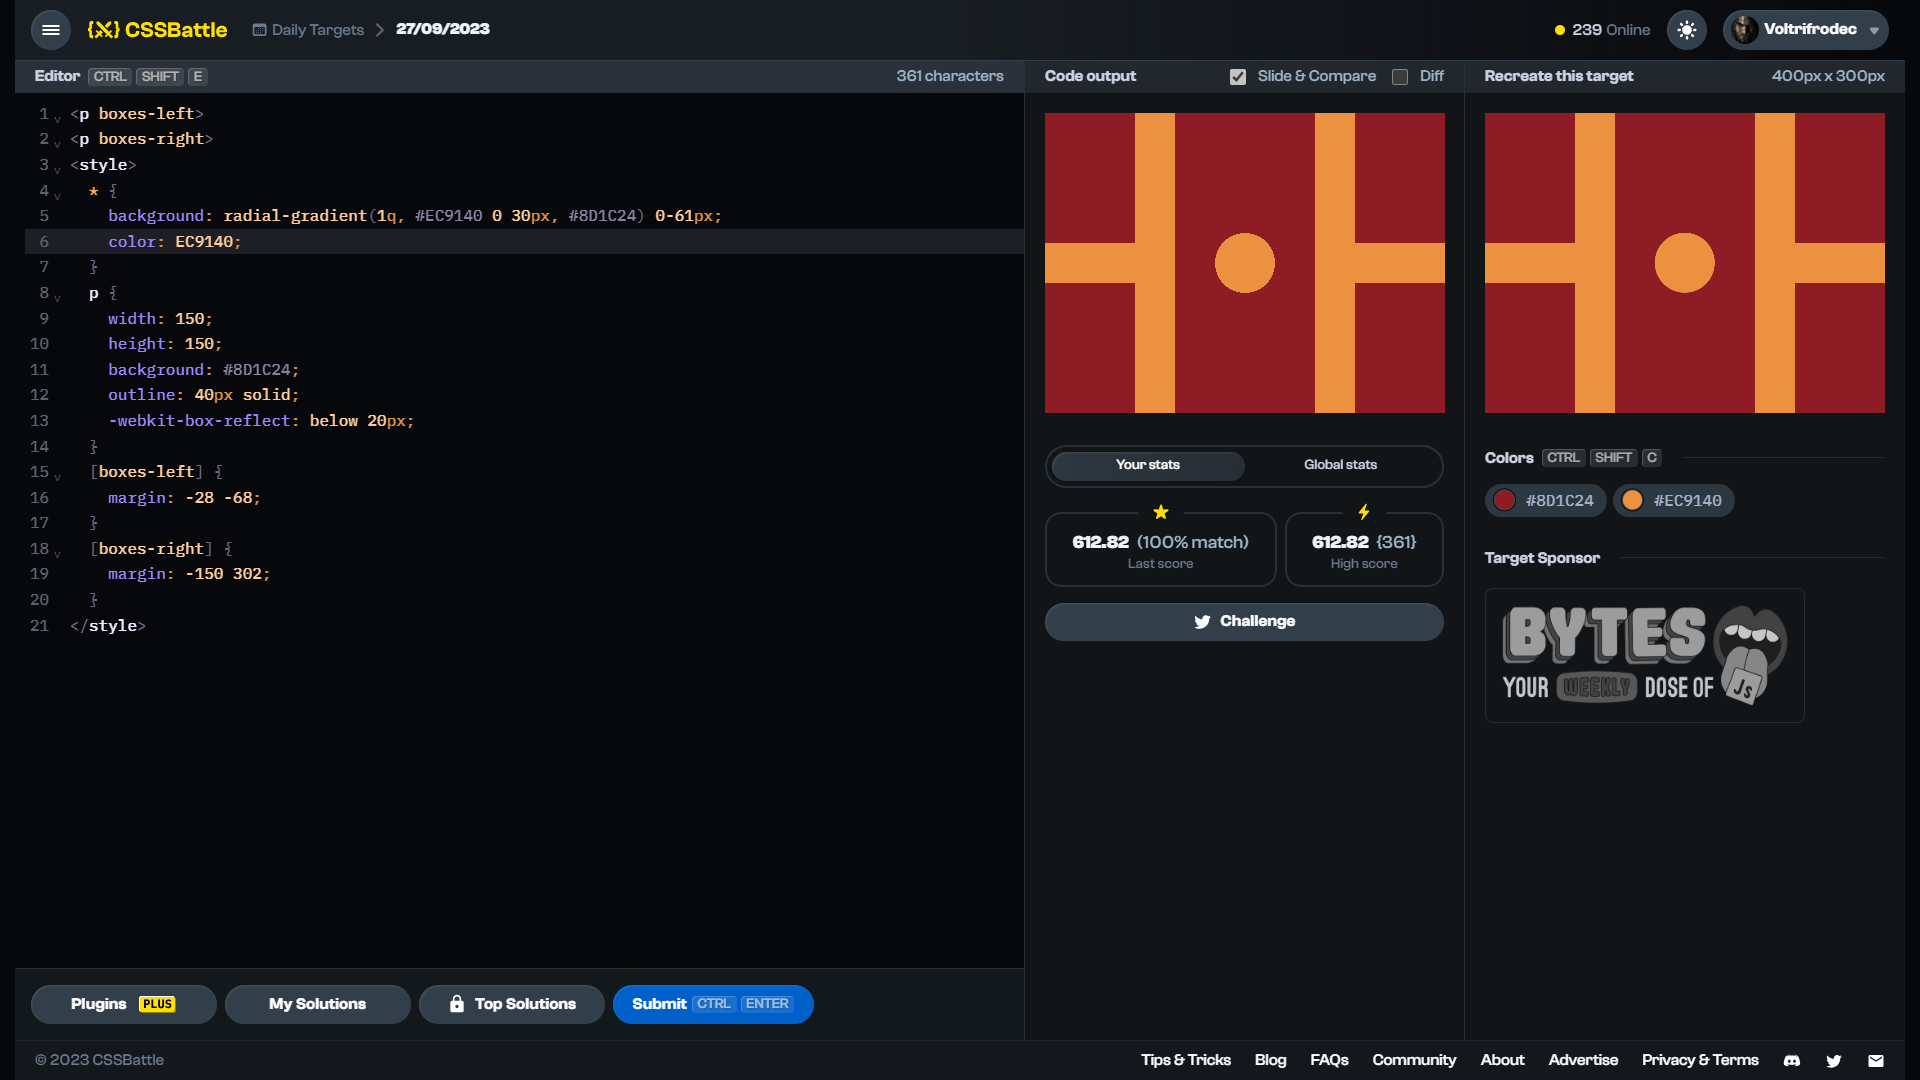 CSSBattle
Daily Targets
27/09/2023
239 Online
Voltrifrodec
Editor CTRL SHIFT E
361 characters
1 <p boxes-left>
2 <p boxes-right>
3 <style>
4 * {
5 background: radial-gradient(1q, #EC9140 0 30px, #8D1C24) 0-61px;
6 color: EC9140;
7 }
8 p {
9 width: 150;
10 height: 150;
11 background: #8D1C24;
12 outline: 40px solid;
13 -webkit-box-reflect: below 20px;
14 }
15 [boxes-left] {
16 margin: -28 -68;
17 }
18 [boxes-right] {
19 margin: -150 302;
20 }
21 </style>
Plugins PLUS
My Solutions
Top Solutions
Submit CTRL ENTER
Code output
Slide & Compare
Diff
Your stats
Global stats
612.82 (100% match)
Last score
612.82 {361}
High score
Challenge
Recreate this target
400px x 300px
Colors CTRL SHIFT C
#8D1C24
#EC9140
Target Sponsor
BYTES
YOUR WEEKLY DOSE OF JS
© 2023 CSSBattle
Tips & Tricks
Blog
FAQs
Community
About
Advertise
Privacy & Terms